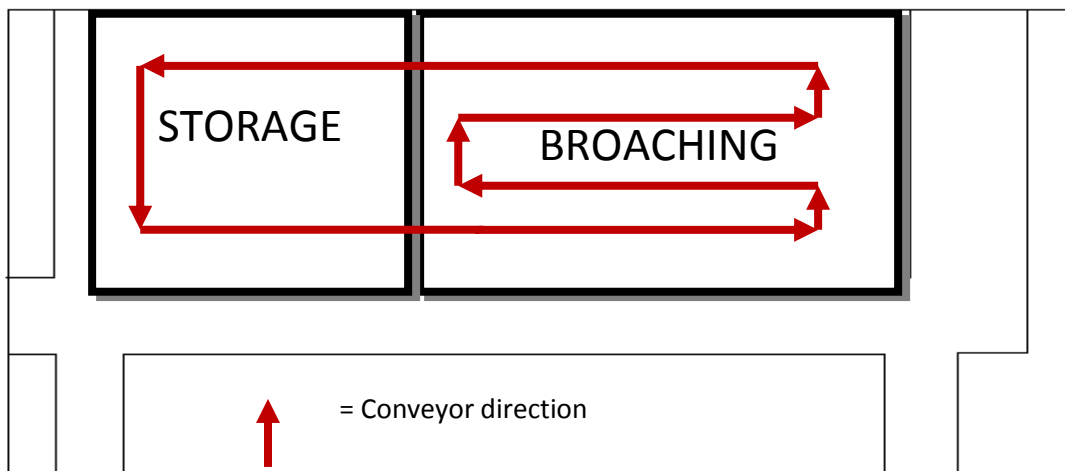 STORAGE
BROACHING
= Conveyor direction